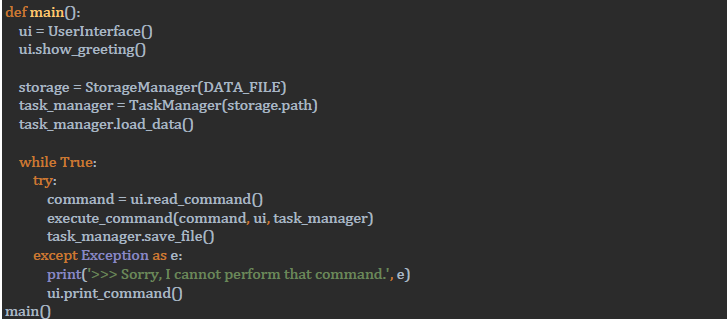 def main():
ui = UserInterface()
ui.show_greeting()
storage = StorageManager(DATA_FILE)
task_manager = TaskManager(storage.path)
task_manager.load_data()
while True:
try:
command = ui.read_command()
execute_command(command, ui, task_manager)
task_manager.save_file()
except Exception as e:
print('>>> Sorry, I cannot perform that command.', e)
ui.print_command()
main()